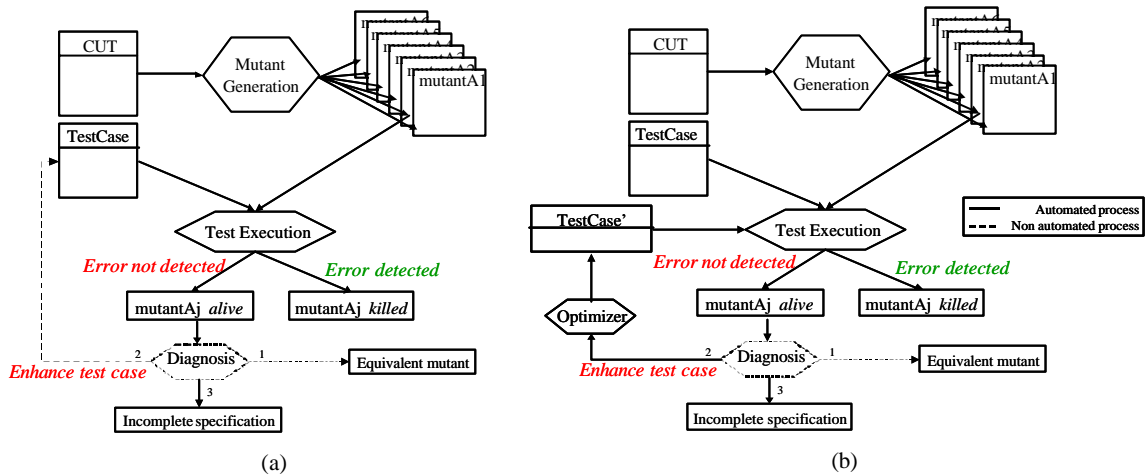 CUT
Mutant
Generation
mutantA1
TestCase
Test Execution
Error not detected
Error detected
mutantAj alive
mutantAj killed
2
Diagnosis
1
Enhance test case
Equivalent mutant
3
Incomplete specification
(a)
CUT
Mutant
Generation
mutantA1
TestCase
TestCase'
Test Execution
Automated process
Non automated process
Error not detected
Error detected
mutantAj alive
mutantAj killed
Optimizer
2
Diagnosis
1
Enhance test case
Equivalent mutant
3
Incomplete specification
(b)